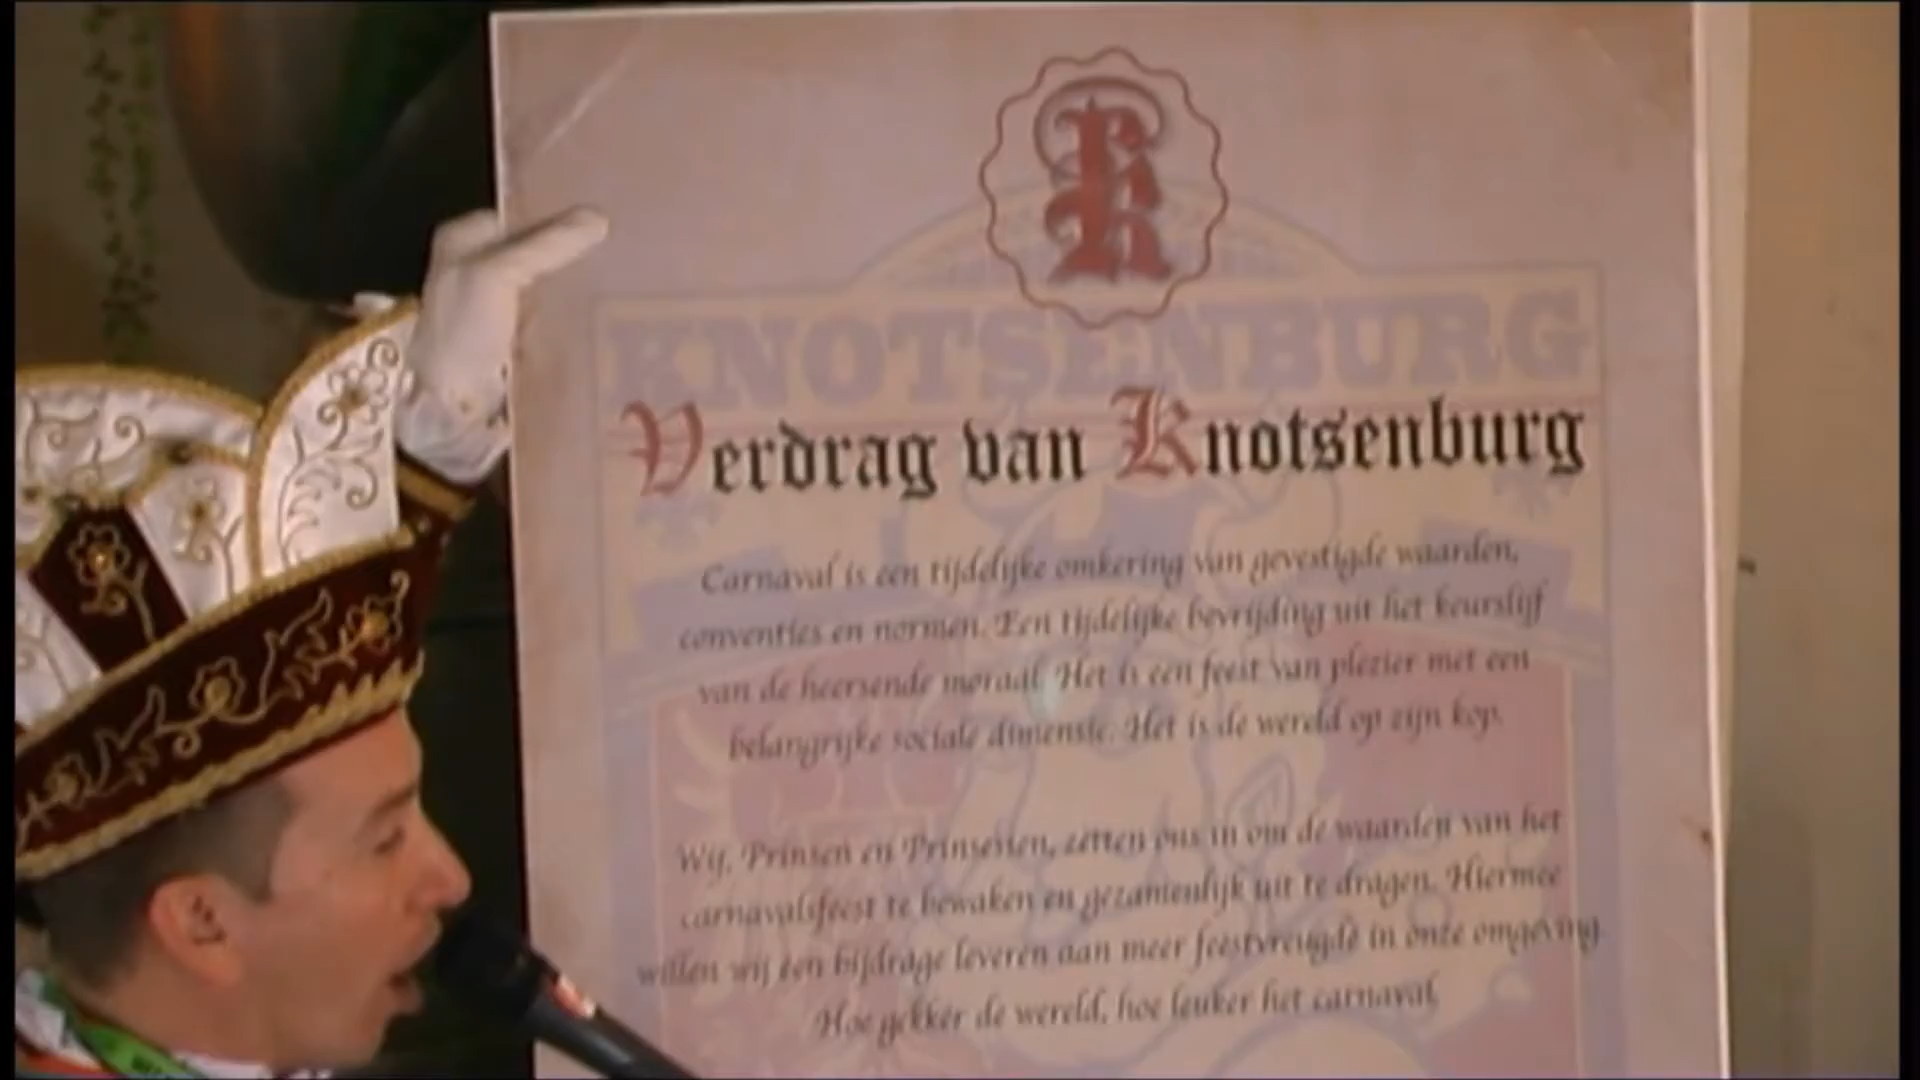 K
KNOTSENBURG
Verdrag van Knotsenburg
Carnaval is een tijdelijke omkering van gevestigde waarden,
conventies en normen. Een tijdelijke bevrijding uit het keurslijf
van de heersende moraal. Het is een feest van plezier met een
belangrijke sociale dimensie. Het is de wereld op zijn kop.
Wij, Prinsen en Prinsessen, zetten ons in om de waarden van het
carnavalsfeest te bewaken en gezamenlijk uit te dragen. Hiermee
willen wij een bijdrage leveren aan meer feestvreugde in onze omgeving.
Hoe gekker de wereld, hoe leuker het carnaval.